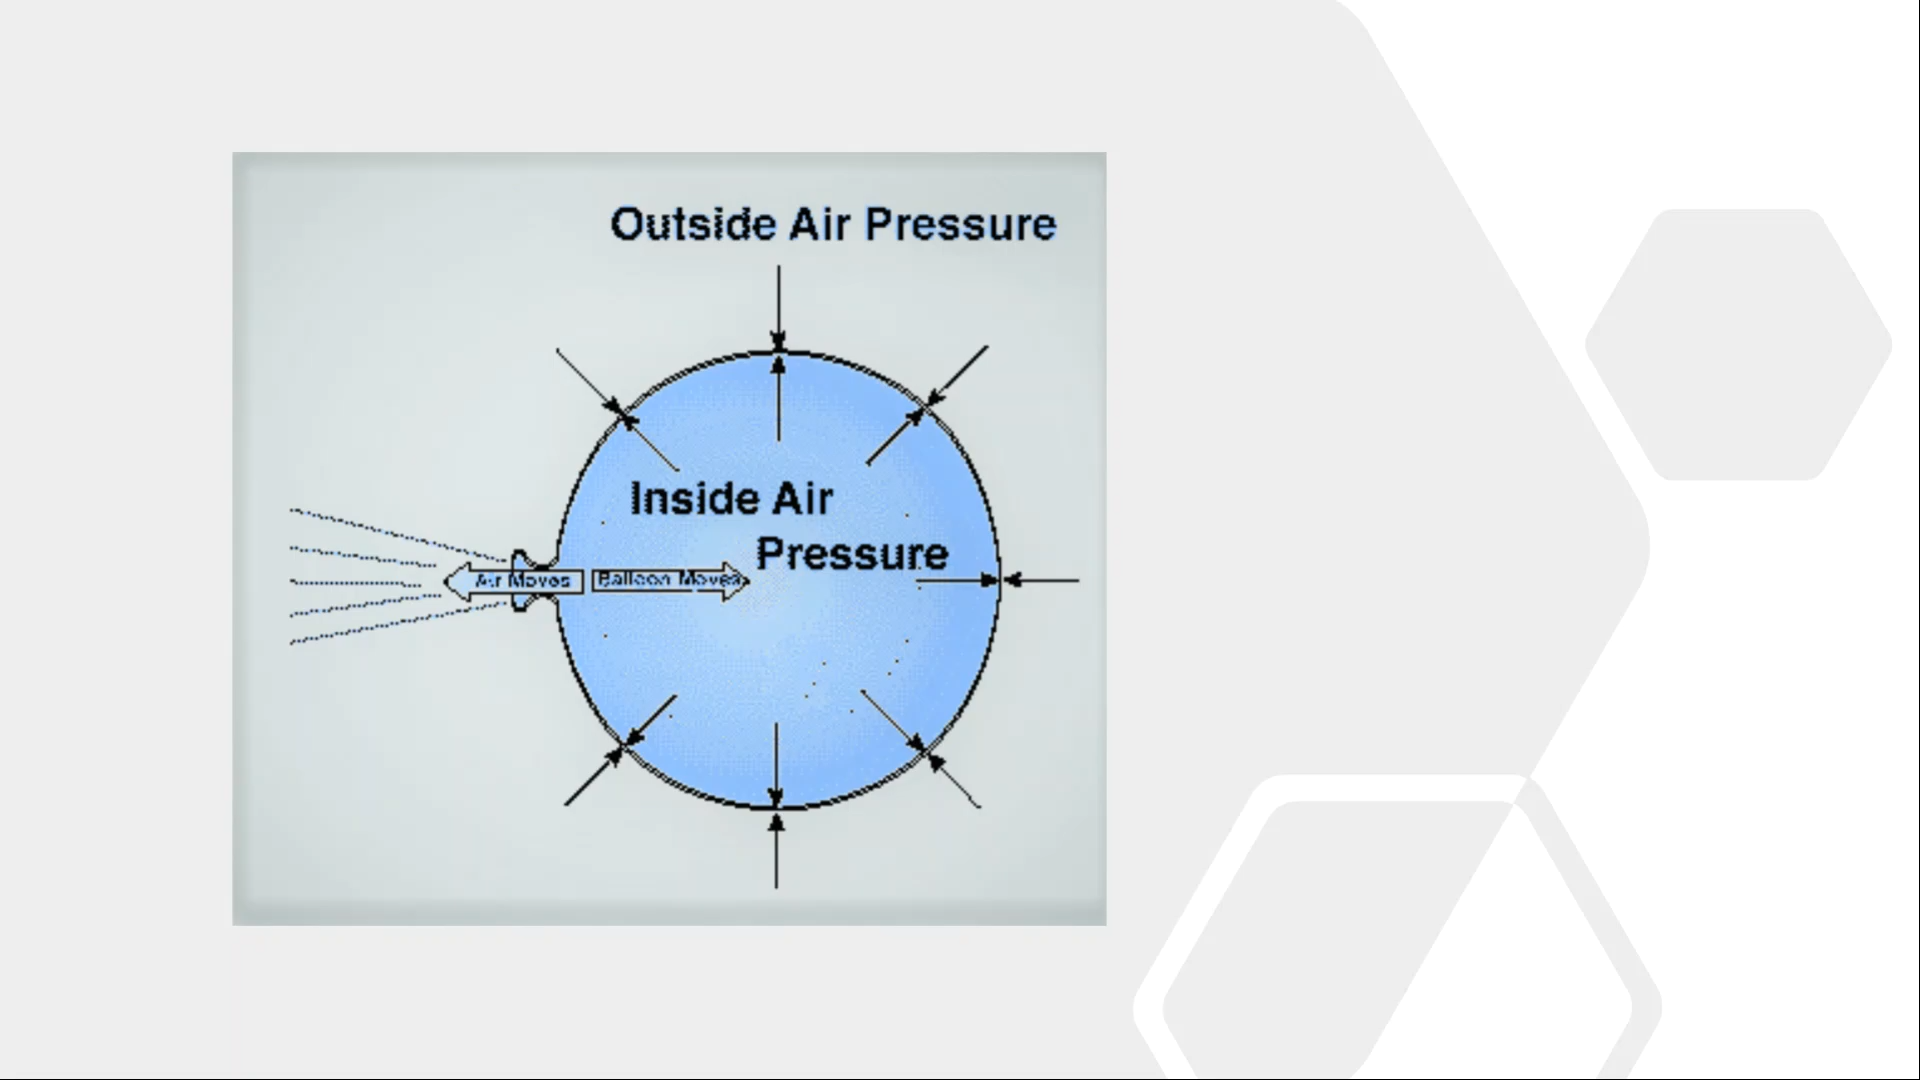 Outside Air Pressure
Inside Air
Pressure
Air Moves
Balloon Moves